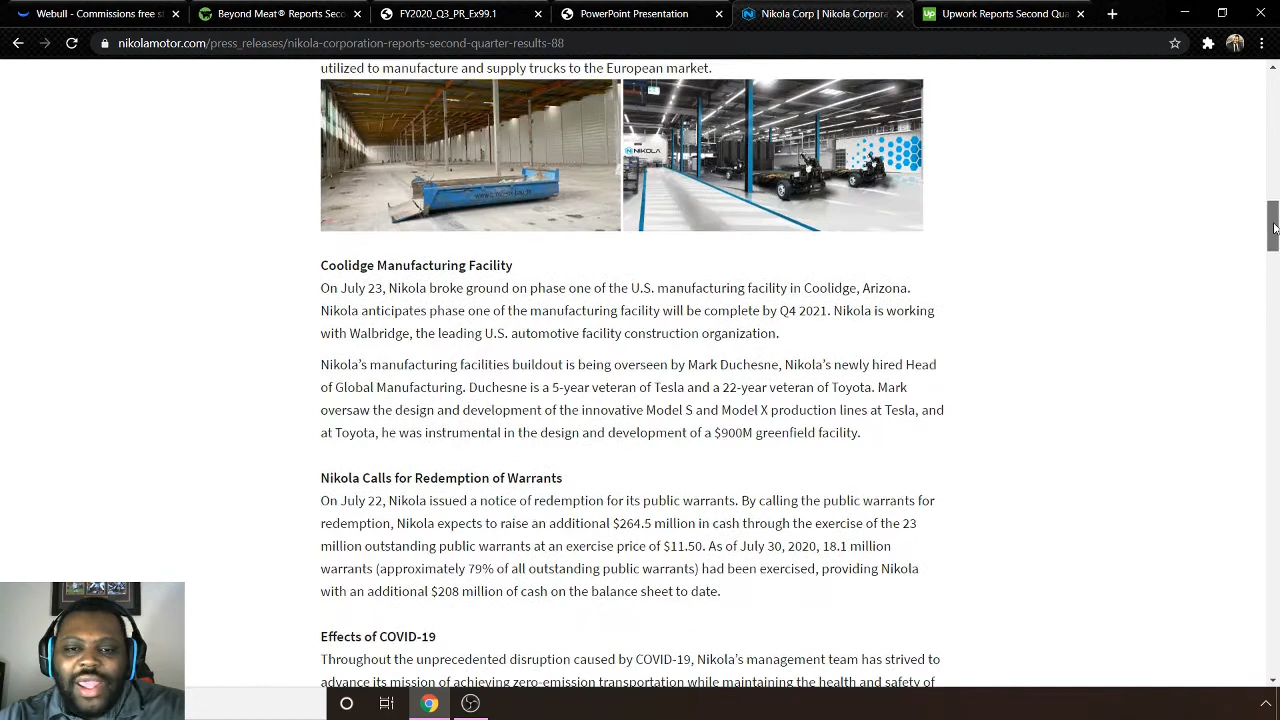 Webull - Commissions free s
Beyond Meat® Reports Sec
FY2020_Q3_PR_Ex99.1
PowerPoint Presentation
Nikola Corp | Nikola Corpora
Upwork Reports Second Qua
nikolamotor.com/press_releases/nikola-corporation-reports-second-quarter-results-88
utilized to manufacture and supply trucks to the European market.
NIKOLA
Coolidge Manufacturing Facility
On July 23, Nikola broke ground on phase one of the U.S. manufacturing facility in Coolidge, Arizona.
Nikola anticipates phase one of the manufacturing facility will be complete by Q4 2021. Nikola is working
with Walbridge, the leading U.S. automotive facility construction organization.
Nikola's manufacturing facilities buildout is being overseen by Mark Duchesne, Nikola's newly hired Head
of Global Manufacturing. Duchesne is a 5-year veteran of Tesla and a 22-year veteran of Toyota. Mark
oversaw the design and development of the innovative Model S and Model X production lines at Tesla, and
at Toyota, he was instrumental in the design and development of a $900M greenfield facility.
Nikola Calls for Redemption of Warrants
On July 22, Nikola issued a notice of redemption for its public warrants. By calling the public warrants for
redemption, Nikola expects to raise an additional $264.5 million in cash through the exercise of the 23
million outstanding public warrants at an exercise price of $11.50. As of July 30, 2020, 18.1 million
warrants (approximately 79% of all outstanding public warrants) had been exercised, providing Nikola
with an additional $208 million of cash on the balance sheet to date.
Effects of COVID-19
Throughout the unprecedented disruption caused by COVID-19, Nikola's management team has strived to
advance its mission of achieving zero-emission transportation while maintaining the health and safety of